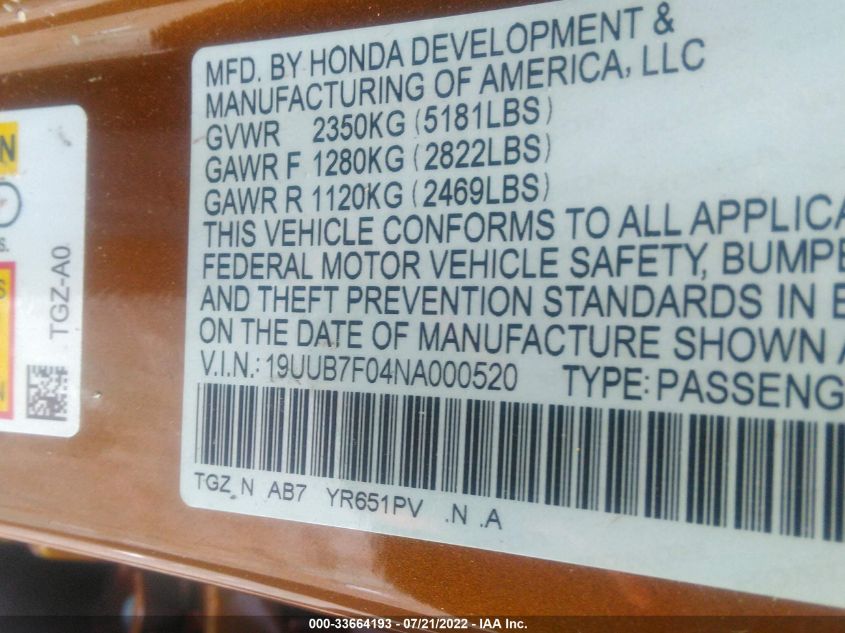 MFD. BY HONDA DEVELOPMENT &
MANUFACTURING OF AMERICA, LLC
GVWR 2350KG (5181LBS)
GAWR F 1280KG (2822LBS)
GAWR R 1120KG (2469LBS)
THIS VEHICLE CONFORMS TO ALL APPLICA
FEDERAL MOTOR VEHICLE SAFETY, BUMPE
AND THEFT PREVENTION STANDARDS IN E
ON THE DATE OF MANUFACTURE SHOWN A
V.I.N.: 19UUB7F04NA000520 TYPE: PASSENG
TGZ N AB7 YR651PV .N .A
N
S.
TGZ-A0
S
N
000-33664193 - 07/21/2022 - IAA Inc.